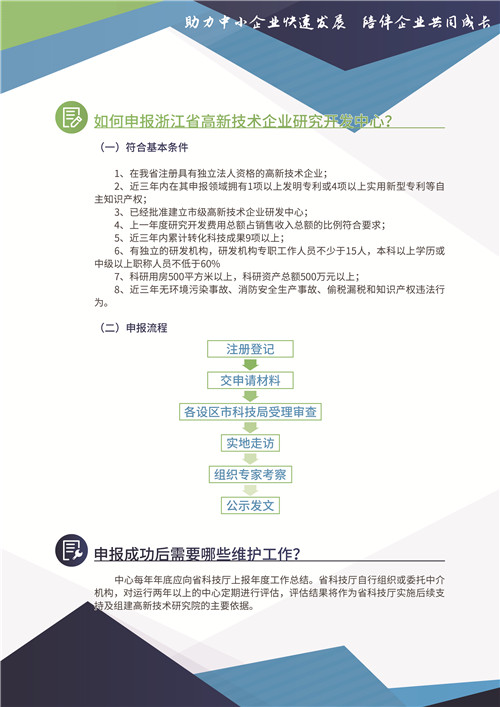 助力中小企业快速发展 陪伴企业共同成长
如何申报浙江省高新技术企业研究开发中心？
（一）符合基本条件
1、在我省注册具有独立法人资格的高新技术企业；
2、近三年内在其申报领域拥有1项以上发明专利或4项以上实用新型专利等自
主知识产权；
3、已经批准建立市级高新技术企业研发中心；
4、上一年度研究开发费用总额占销售收入总额的比例符合要求；
5、近三年内累计转化科技成果9项以上；
6、有独立的研发机构，研发机构专职工作人员不少于15人，本科以上学历或
中级以上职称人员不低于60%
7、科研用房500平方米以上，科研资产总额500万元以上；
8、近三年无环境污染事故、消防安全生产事故、偷税漏税和知识产权违法行
为。
（二）申报流程
注册登记
交申请材料
各设区市科技局受理审查
实地走访
组织专家考察
公示发文
申报成功后需要哪些维护工作？
中心每年年底应向省科技厅上报年度工作总结。省科技厅自行组织或委托中介
机构，对运行两年以上的中心定期进行评估，评估结果将作为省科技厅实施后续支
持及组建高新技术研究院的主要依据。